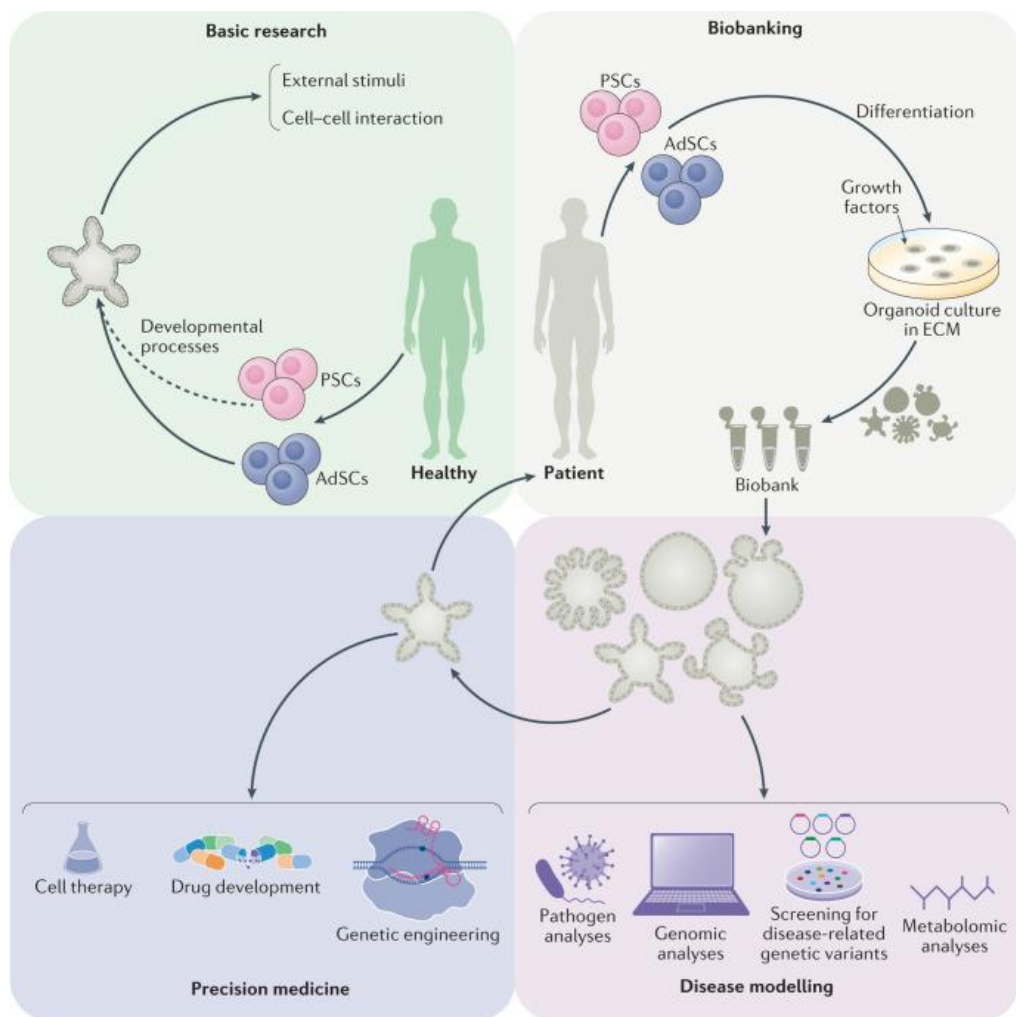 Basic research
External stimuli
Cell–cell interaction
Developmental
processes
PSCs
AdSCs
Healthy
Biobanking
PSCs
AdSCs
Differentiation
Growth
factors
Organoid culture
in ECM
Patient
Biobank
Cell therapy
Drug development
Genetic engineering
Precision medicine
Pathogen
analyses
Genomic
analyses
Screening for
disease-related
genetic variants
Metabolomic
analyses
Disease modelling